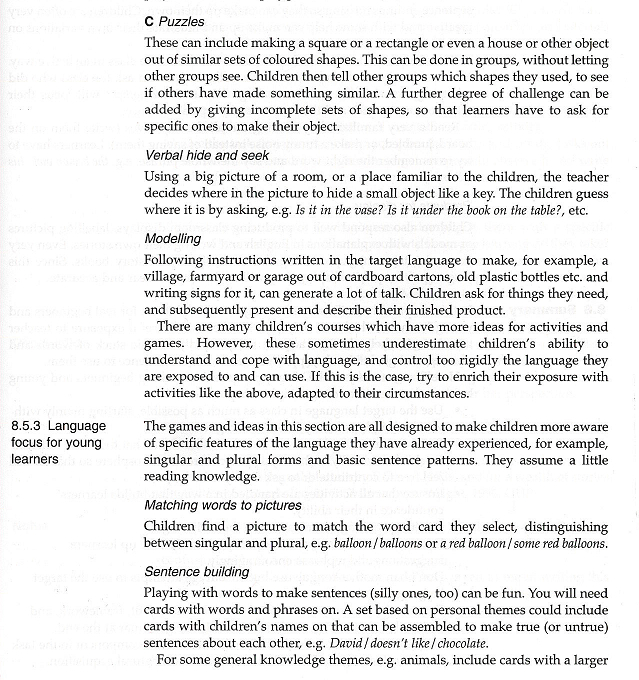 C Puzzles
These can include making a square or a rectangle or even a house or other object
out of similar sets of coloured shapes. This can be done in groups, without letting
other groups see. Children then tell other groups which shapes they used, to see
if others have made something similar. A further degree of challenge can be
added by giving incomplete sets of shapes, so that learners have to ask for
specific ones to make their object.
Verbal hide and seek
Using a big picture of a room, or a place familiar to the children, the teacher
decides where in the picture to hide a small object like a key. The children guess
where it is by asking, e.g. Is it in the vase? Is it under the book on the table?, etc.
Modelling
Following instructions written in the target language to make, for example, a
village, farmyard or garage out of cardboard cartons, old plastic bottles etc. and
writing signs for it, can generate a lot of talk. Children ask for things they need,
and subsequently present and describe their finished product.
There are many children's courses which have more ideas for activities and
games. However, these sometimes underestimate children's ability to
understand and cope with language, and control too rigidly the language they
are exposed to and can use. If this is the case, try to enrich their exposure with
activities like the above, adapted to their circumstances.
8.5.3 Language
focus for young
learners
The games and ideas in this section are all designed to make children more aware
of specific features of the language they have already experienced, for example,
singular and plural forms and basic sentence patterns. They assume a little
reading knowledge.
Matching words to pictures
Children find a picture to match the word card they select, distinguishing
between singular and plural, e.g. balloon / balloons or a red balloon / some red balloons.
Sentence building
Playing with words to make sentences (silly ones, too) can be fun. You will need
cards with words and phrases on. A set based on personal themes could include
cards with children's names on that can be assembled to make true (or untrue)
sentences about each other, e.g. David / doesn't like / chocolate.
For some general knowledge themes, e.g. animals, include cards with a larger